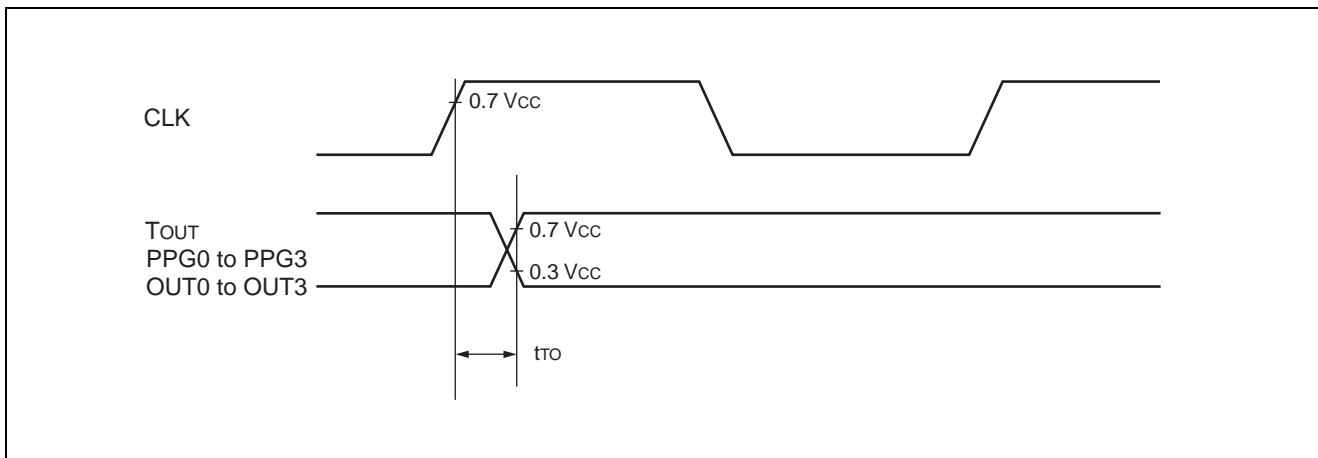 CLK
0.7 VCC
TOUT
PPG0 to PPG3
OUT0 to OUT3
0.7 VCC
0.3 VCC
tTO